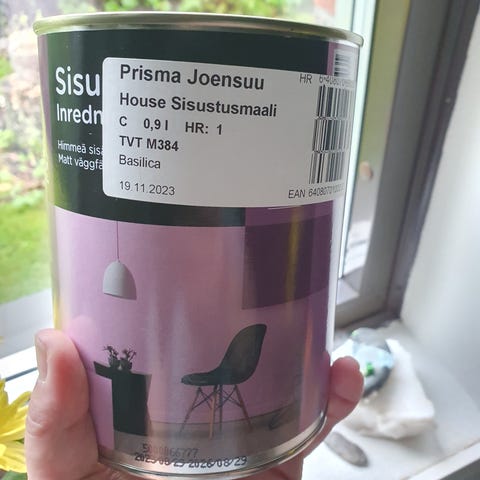 Prisma Joensuu
HR
House Sisustusmaali
C 0,9 l HR: 1
TVT M384
Basilica
19.11.2023
EAN
Sisu
Inredn
Himmeä sis
Matt väggfä